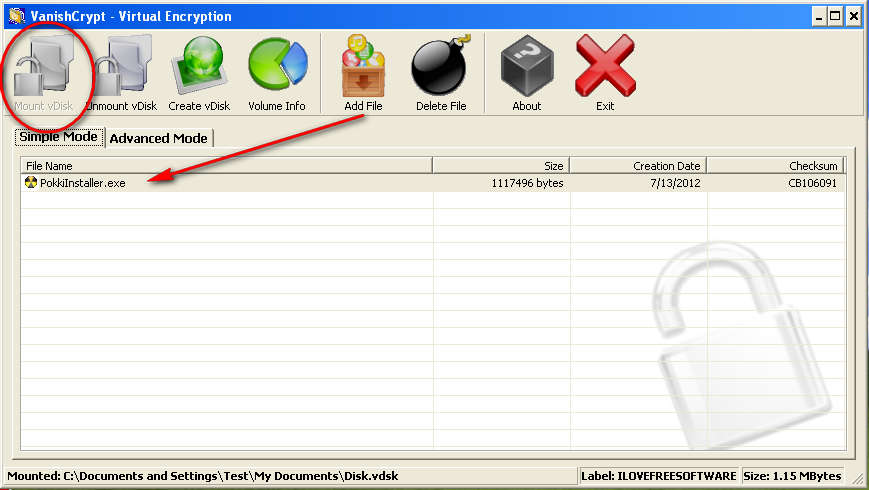 VanishCrypt - Virtual Encryption
Mount vDisk Unmount vDisk Create vDisk Volume Info Add File Delete File About Exit
Simple Mode Advanced Mode
File Name Size Creation Date Checksum
PokkiInstaller.exe 1117496 bytes 7/13/2012 CB106091
Mounted: C:\Documents and Settings\Test\My Documents\Disk.vdsk Label: ILOVEFREESOFTWARE Size: 1.15 MBytes